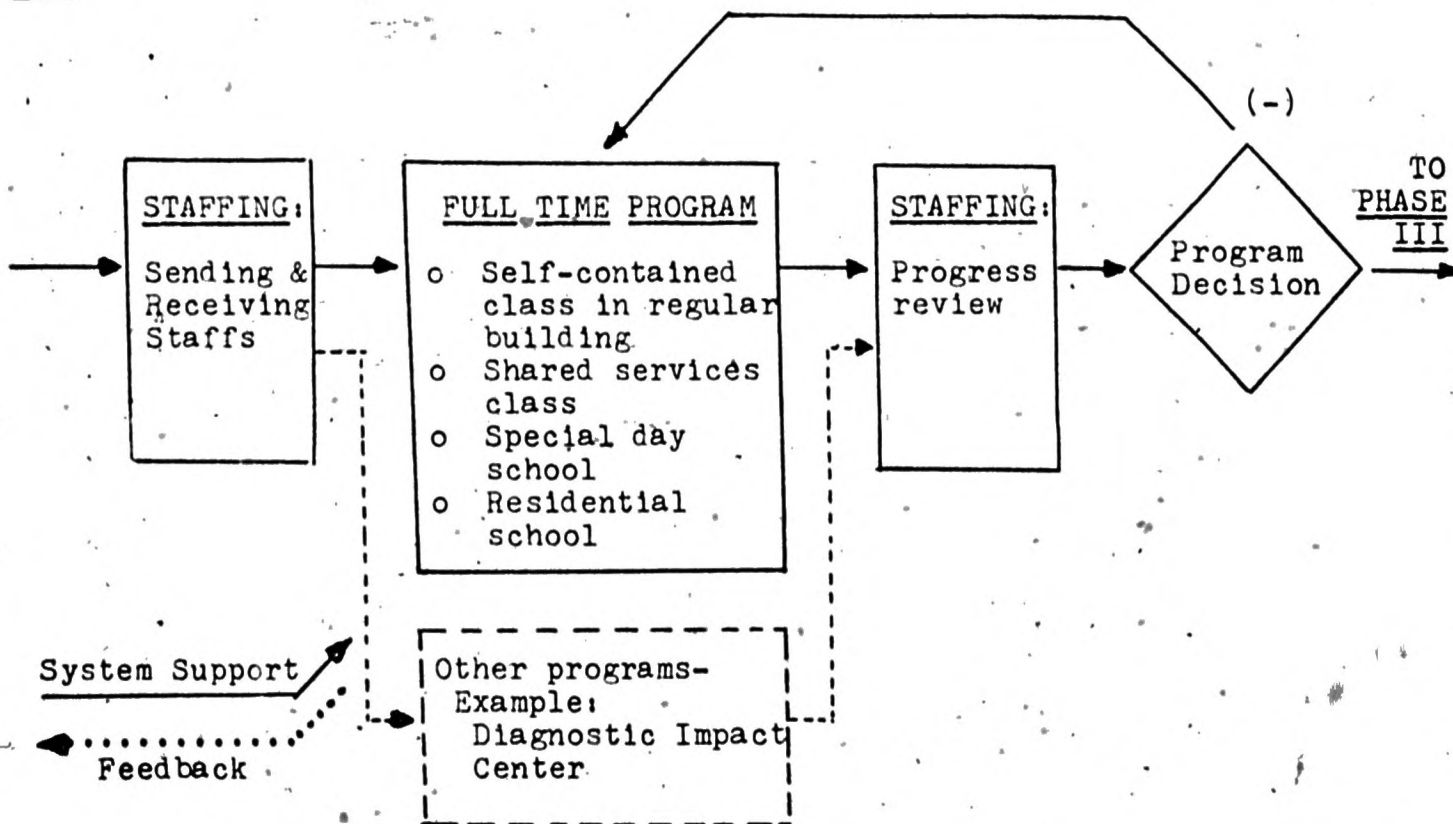 (-)
STAFFING:
Sending &
Receiving
Staffs
FULL TIME PROGRAM
o Self-contained
class in regular
building
o Shared services
class
o Special day
school
o Residential
school
STAFFING:
Progress
review
Program
Decision
TO
PHASE
III
System Support
Feedback
Other programs-
Example:
Diagnostic Impact
Center